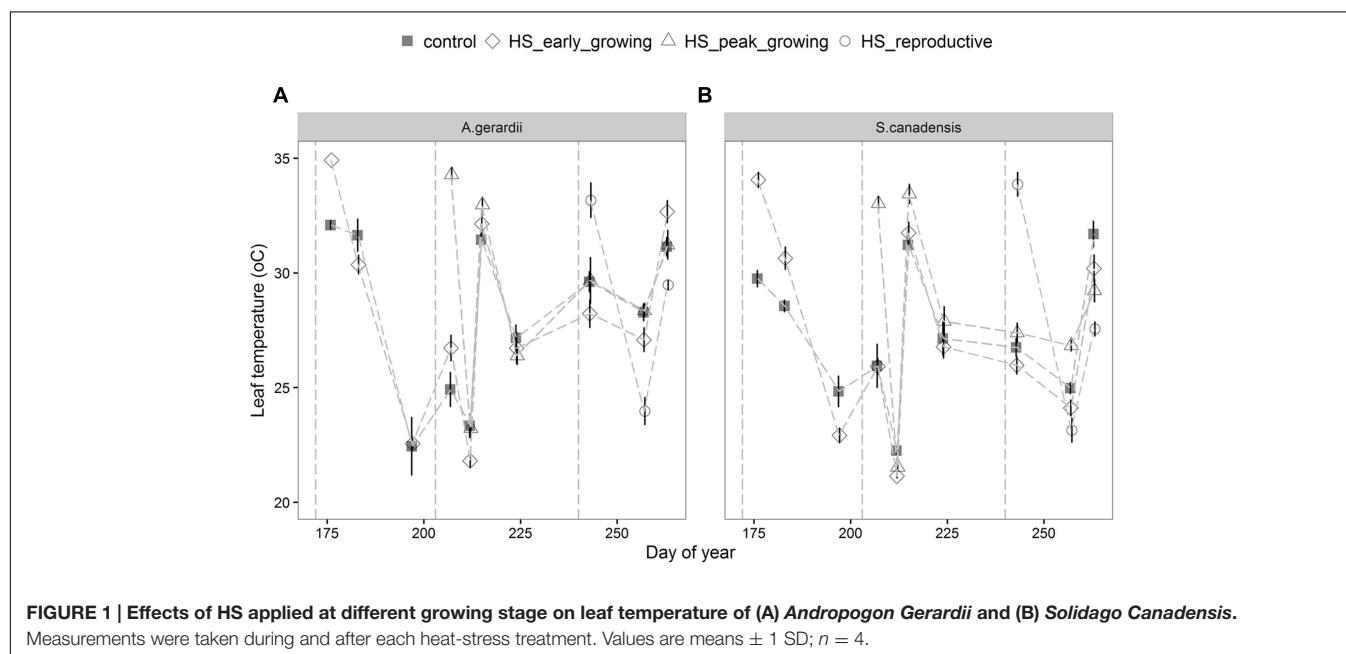 control HS_early_growing HS_peak_growing HS_reproductive
A B
A.gerardii S.canadensis
Leaf temperature (oC)
35
30
25
20
175 200 225 250 175 200 225 250
Day of year
FIGURE 1 | Effects of HS applied at different growing stage on leaf temperature of (A) Andropogon Gerardii and (B) Solidago Canadensis.
Measurements were taken during and after each heat-stress treatment. Values are means ± 1 SD; n = 4.